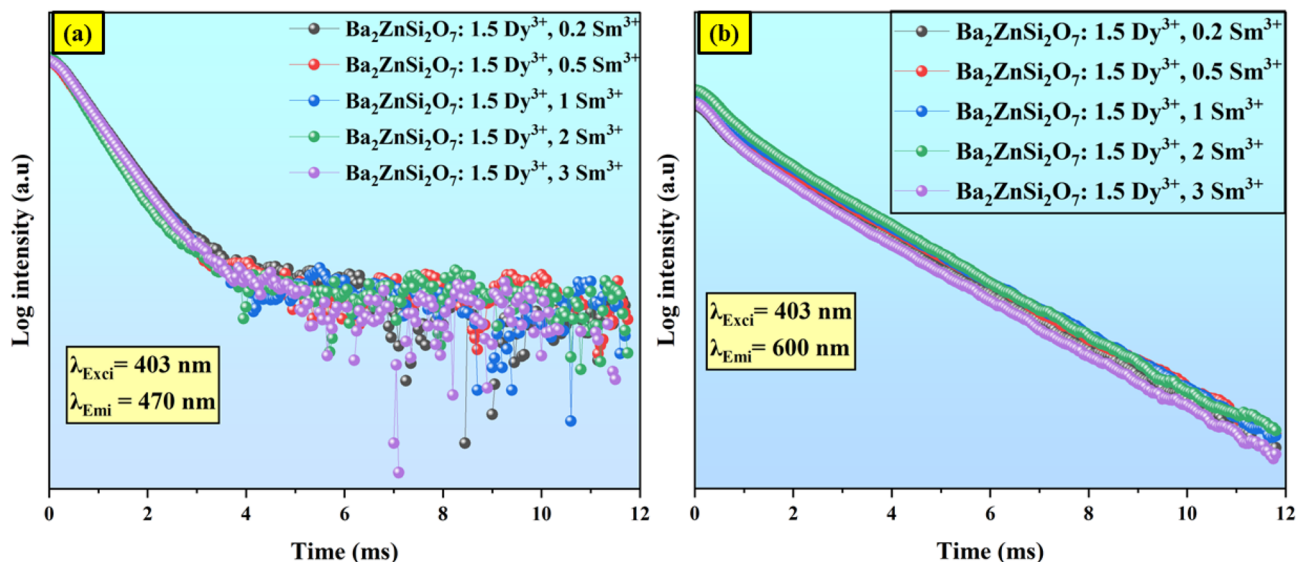 (a)
Ba₂ZnSi₂O₇: 1.5 Dy³⁺, 0.2 Sm³⁺
Ba₂ZnSi₂O₇: 1.5 Dy³⁺, 0.5 Sm³⁺
Ba₂ZnSi₂O₇: 1.5 Dy³⁺, 1 Sm³⁺
Ba₂ZnSi₂O₇: 1.5 Dy³⁺, 2 Sm³⁺
Ba₂ZnSi₂O₇: 1.5 Dy³⁺, 3 Sm³⁺
Log intensity (a.u)
λExci= 403 nm
λEmi = 470 nm
0 2 4 6 8 10 12
Time (ms)
(b)
Ba₂ZnSi₂O₇: 1.5 Dy³⁺, 0.2 Sm³⁺
Ba₂ZnSi₂O₇: 1.5 Dy³⁺, 0.5 Sm³⁺
Ba₂ZnSi₂O₇: 1.5 Dy³⁺, 1 Sm³⁺
Ba₂ZnSi₂O₇: 1.5 Dy³⁺, 2 Sm³⁺
Ba₂ZnSi₂O₇: 1.5 Dy³⁺, 3 Sm³⁺
Log intensity (a.u)
λExci= 403 nm
λEmi= 600 nm
0 2 4 6 8 10 12
Time (ms)